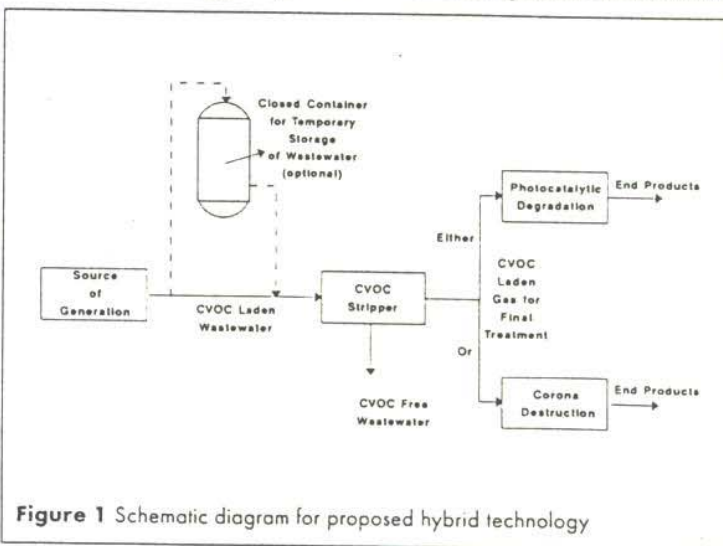 Closed Container
for Temporary
Storage
of Wastewater
(optional)
Photocatalytic
Degradation
End Products
Either
Source
of
Generation
CVOC Laden
Wastewater
CVOC
Stripper
CVOC
Laden
Gas for
Final
Treatment
Or
CVOC Free
Wastewater
Corona
Destruction
End Products
Figure 1 Schematic diagram for proposed hybrid technology